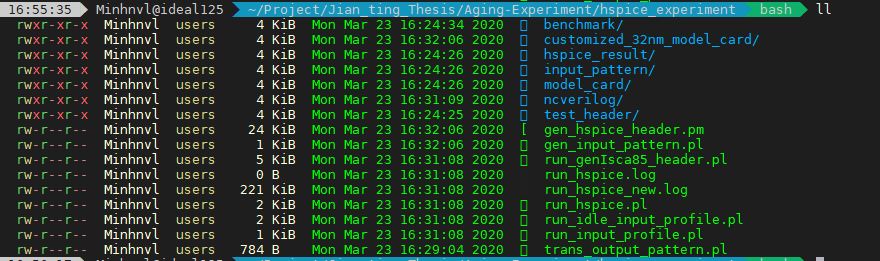 16:55:35 Minhnvl@ideal125 ~/Project/Jian_ting_Thesis/Aging-Experiment/hspice_experiment bash ll
rwxr-xr-x Minhnvl users 4 KiB Mon Mar 23 16:24:34 2020 benchmark/
rwxr-xr-x Minhnvl users 4 KiB Mon Mar 23 16:32:06 2020 customized_32nm_model_card/
rwxr-xr-x Minhnvl users 4 KiB Mon Mar 23 16:24:26 2020 hspice_result/
rwxr-xr-x Minhnvl users 4 KiB Mon Mar 23 16:24:26 2020 input_pattern/
rwxr-xr-x Minhnvl users 4 KiB Mon Mar 23 16:24:26 2020 model_card/
rwxr-xr-x Minhnvl users 4 KiB Mon Mar 23 16:31:09 2020 ncverilog/
rwxr-xr-x Minhnvl users 4 KiB Mon Mar 23 16:24:25 2020 test_header/
rw-r--r-- Minhnvl users 24 KiB Mon Mar 23 16:32:06 2020 [ gen_hspice_header.pm
rw-r--r-- Minhnvl users 1 KiB Mon Mar 23 16:32:06 2020 gen_input_pattern.pl
rw-r--r-- Minhnvl users 5 KiB Mon Mar 23 16:31:08 2020 run_genIsca85_header.pl
rw-r--r-- Minhnvl users 0 B Mon Mar 23 16:31:08 2020 run_hspice.log
rw-r--r-- Minhnvl users 221 KiB Mon Mar 23 16:31:08 2020 run_hspice_new.log
rw-r--r-- Minhnvl users 2 KiB Mon Mar 23 16:31:08 2020 run_hspice.pl
rw-r--r-- Minhnvl users 2 KiB Mon Mar 23 16:31:08 2020 run_idle_input_profile.pl
rw-r--r-- Minhnvl users 1 KiB Mon Mar 23 16:31:08 2020 run_input_profile.pl
rw-r--r-- Minhnvl users 784 B Mon Mar 23 16:29:04 2020 trans_output_pattern.pl